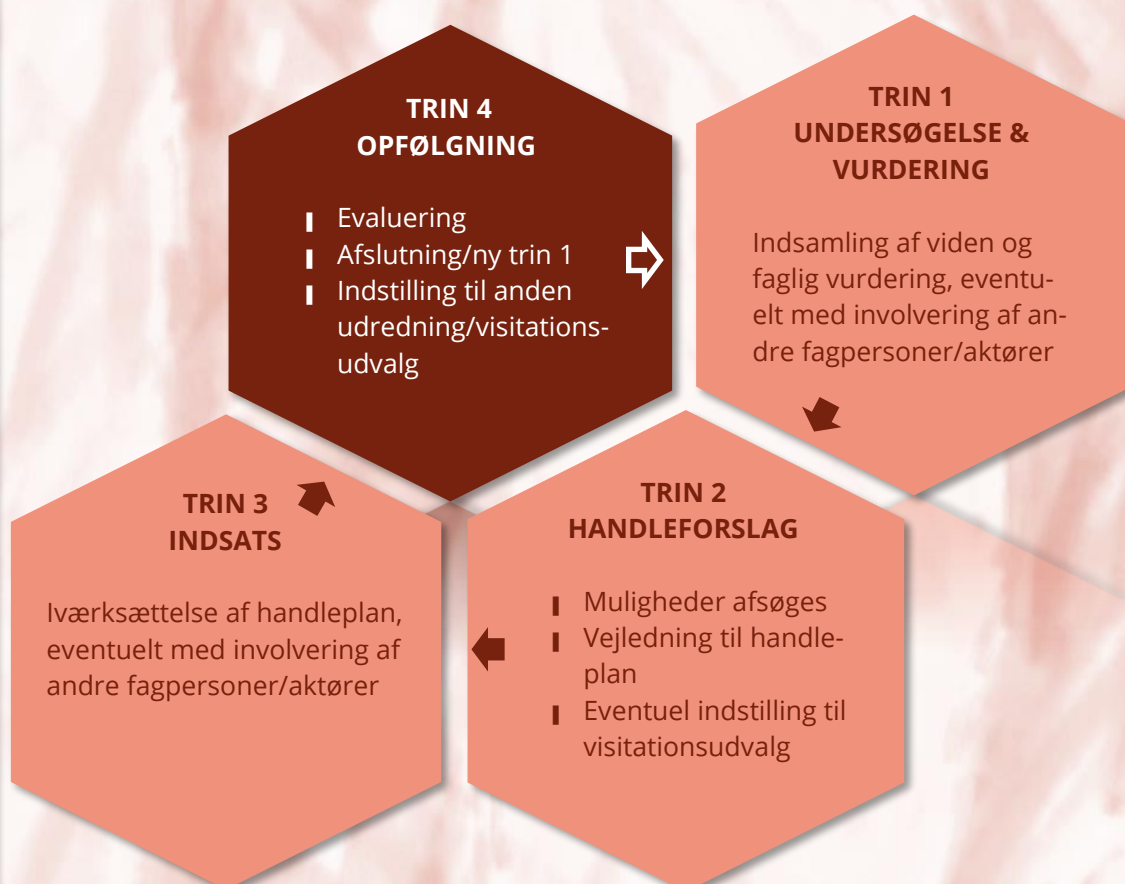 TRIN 4
OPFØLGNING
Evaluering
Afslutning/ny trin 1
Indstilling til anden
udredning/visitations-
udvalg
TRIN 1
UNDERSØGELSE &
VURDERING
Indsamling af viden og
faglig vurdering, eventu-
elt med involvering af an-
dre fagpersoner/aktører
TRIN 2
HANDLEFORSLAG
Muligheder afsøges
Vejledning til handle-
plan
Eventuel indstilling til
visitationsudvalg
TRIN 3
INDSATS
Iværksættelse af handleplan,
eventuelt med involvering af
andre fagpersoner/aktører